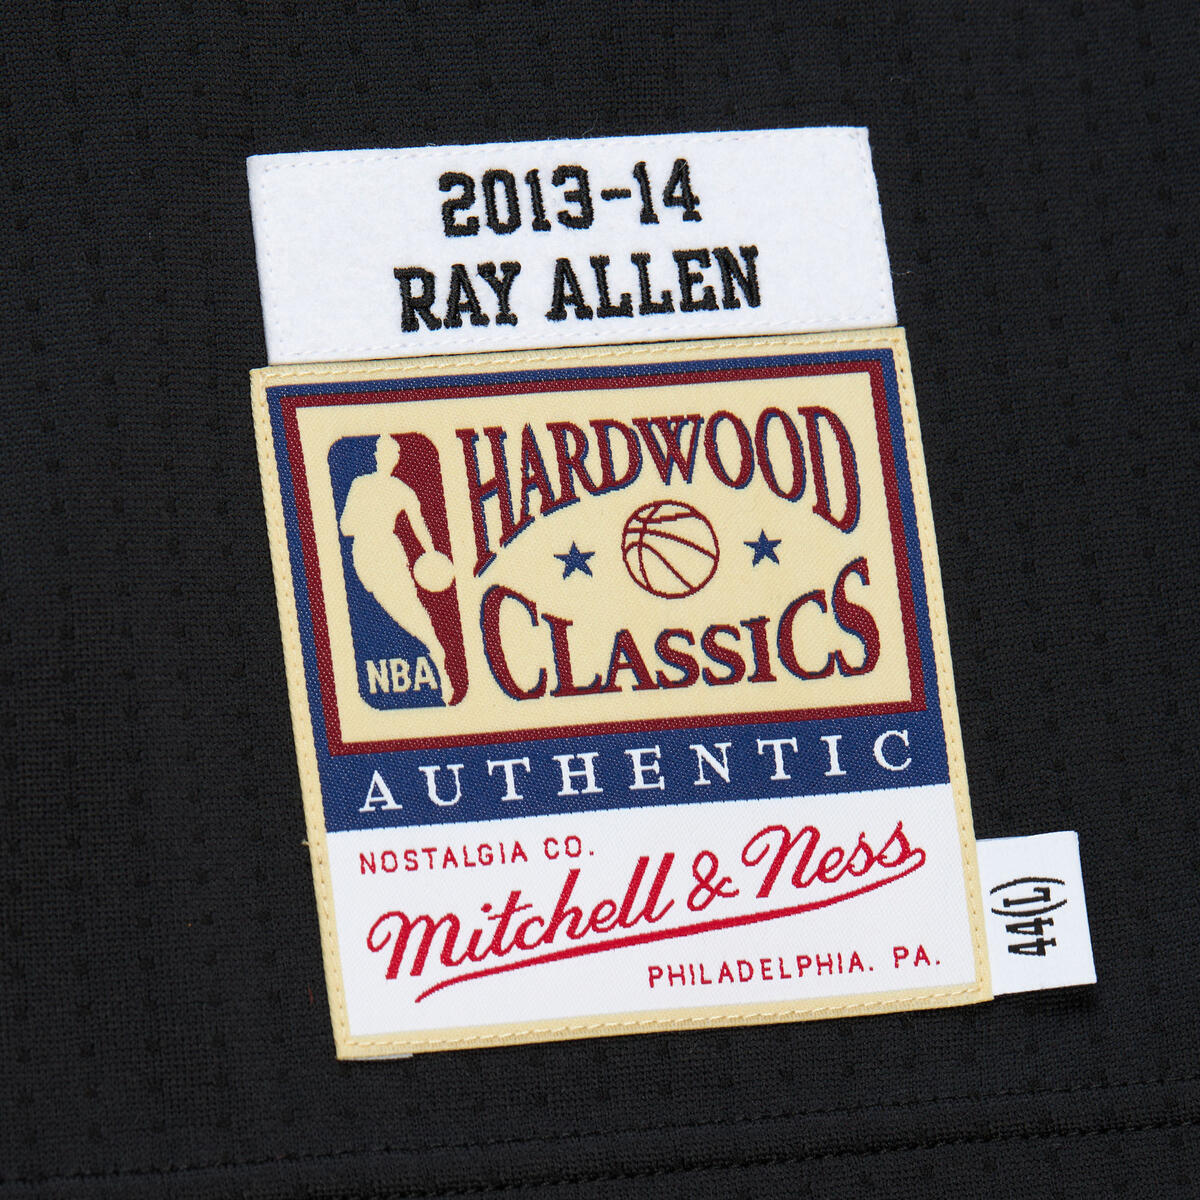 2013-14
RAY ALLEN
HARDWOOD
CLASSICS
NBA
AUTHENTIC
NOSTALGIA CO.
Mitchell & Ness
PHILADELPHIA. PA.
44(L)